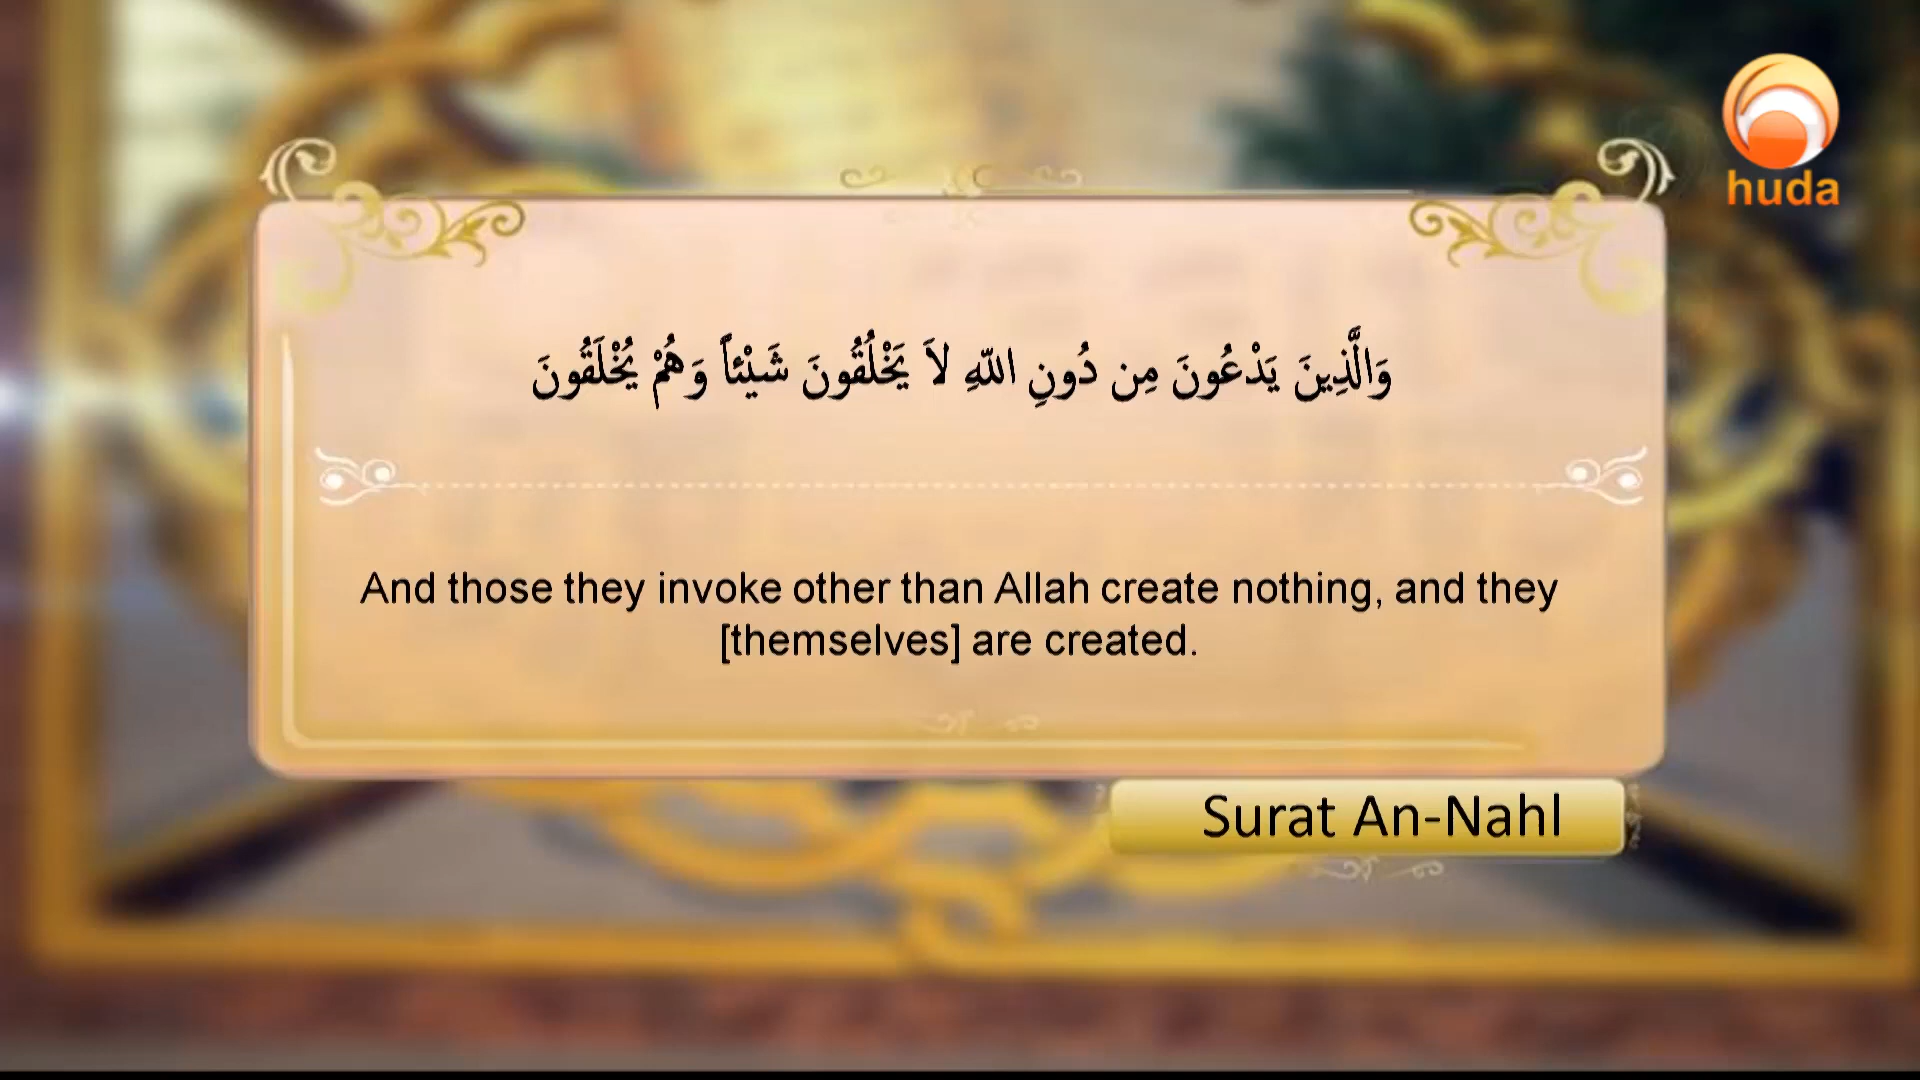 huda
وَالَّذِينَ يَدْعُونَ مِن دُونِ اللّهِ لاَ يَخْلُقُونَ شَيْئاً وَهُمْ يُخْلَقُونَ
And those they invoke other than Allah create nothing, and they
[themselves] are created.
Surat An-Nahl